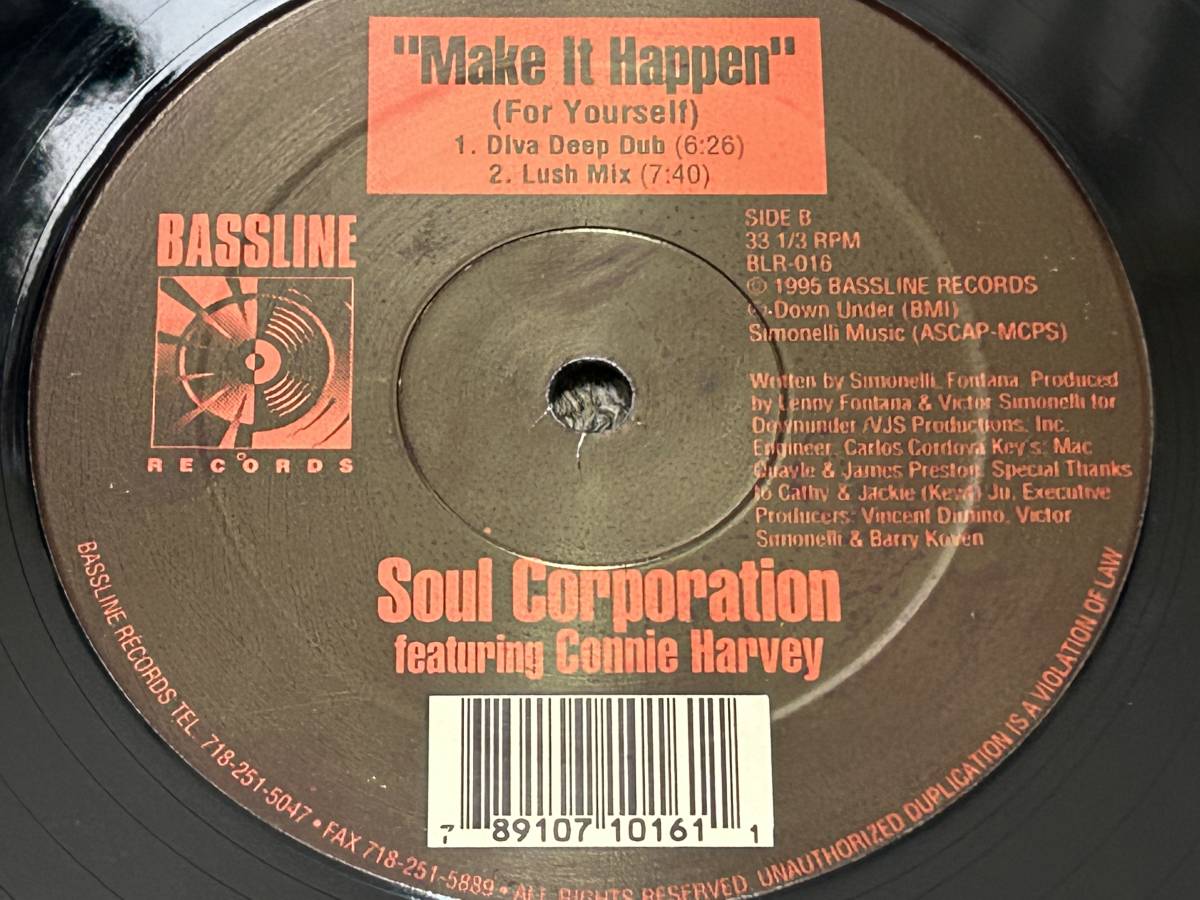 "Make It Happen"
(For Yourself)
1. Diva Deep Dub (6:26)
2. Lush Mix (7:40)
BASSLINE
RECORDS
SIDE B
33 1/3 RPM
BLR-016
© 1995 BASSLINE RECORDS
Down Under (BMI)
Simonelli Music (ASCAP-MCPS)
Written by Simonelli, Fontana. Produced
by Lenny Fontana & Victor Simonelli for
Downunder /VJS Productions, Inc.
Engineer, Carlos Cordova Key's: Mac
Quayle & James Preston, Special Thanks
to Cathy & Jackie Ju, Executive
Producers: Vincent Victor
Simonelli & Barry Koven
Soul Corporation
featuring Connie Harvey
7 89107 10161 1
BASSLINE RECORDS TEL. 718-251-5047 • FAX 718-251-5889 • ALL RIGHTS RESERVED UNAUTHORIZED DUPLICATION IS A VIOLATION OF LAW